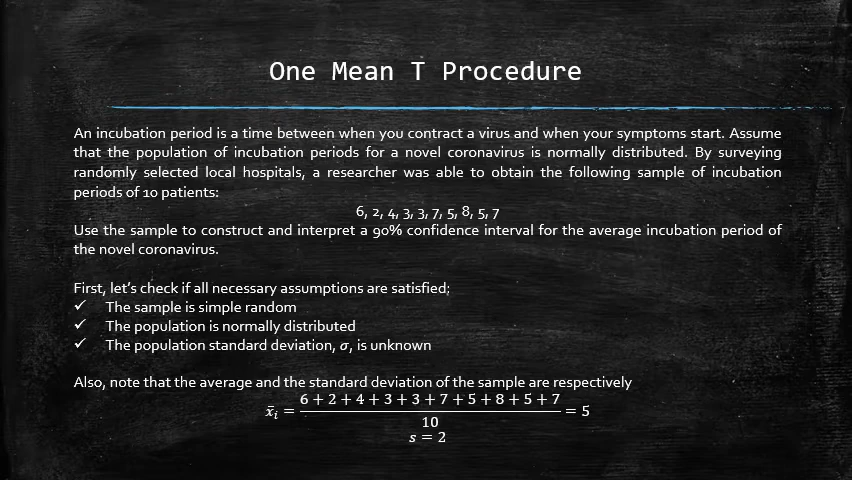 One Mean T Procedure
An incubation period is a time between when you contract a virus and when your symptoms start. Assume
that the population of incubation periods for a novel coronavirus is normally distributed. By surveying
randomly selected local hospitals, a researcher was able to obtain the following sample of incubation
periods of 10 patients:
6, 2, 4, 3, 3, 7, 5, 8, 5, 7
Use the sample to construct and interpret a 90% confidence interval for the average incubation period of
the novel coronavirus.
First, let's check if all necessary assumptions are satisfied;
✓ The sample is simple random
✓ The population is normally distributed
✓ The population standard deviation, σ, is unknown
Also, note that the average and the standard deviation of the sample are respectively
6 + 2 + 4 + 3 + 3 + 7 + 5 + 8 + 5 + 7
x̄ᵢ = = 5
10
s = 2